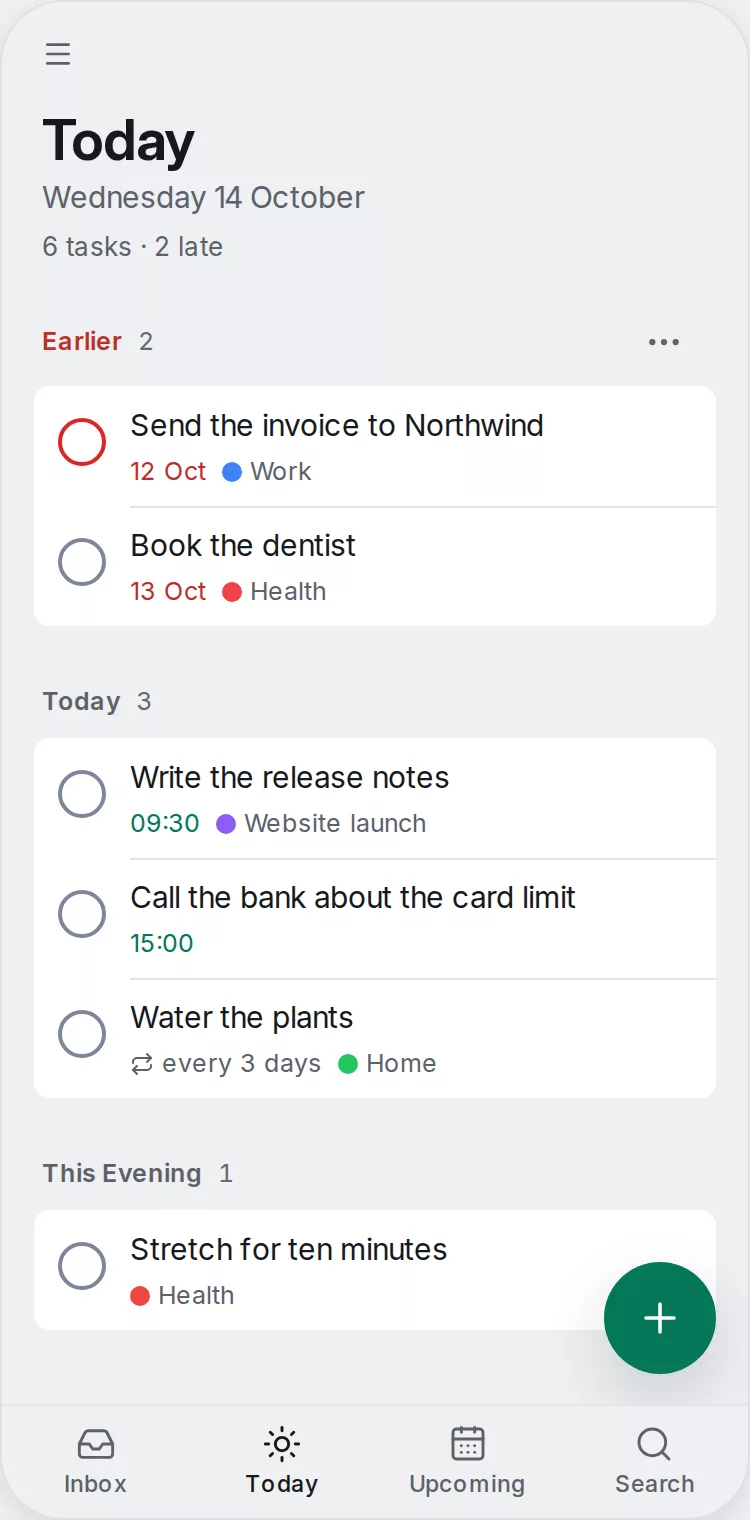 Today
Wednesday 14 October
6 tasks · 2 late
Earlier 2
Send the invoice to Northwind
12 Oct Work
Book the dentist
13 Oct Health
Today 3
Write the release notes
09:30 Website launch
Call the bank about the card limit
15:00
Water the plants
every 3 days Home
This Evening 1
Stretch for ten minutes
Health
Inbox Today Upcoming Search